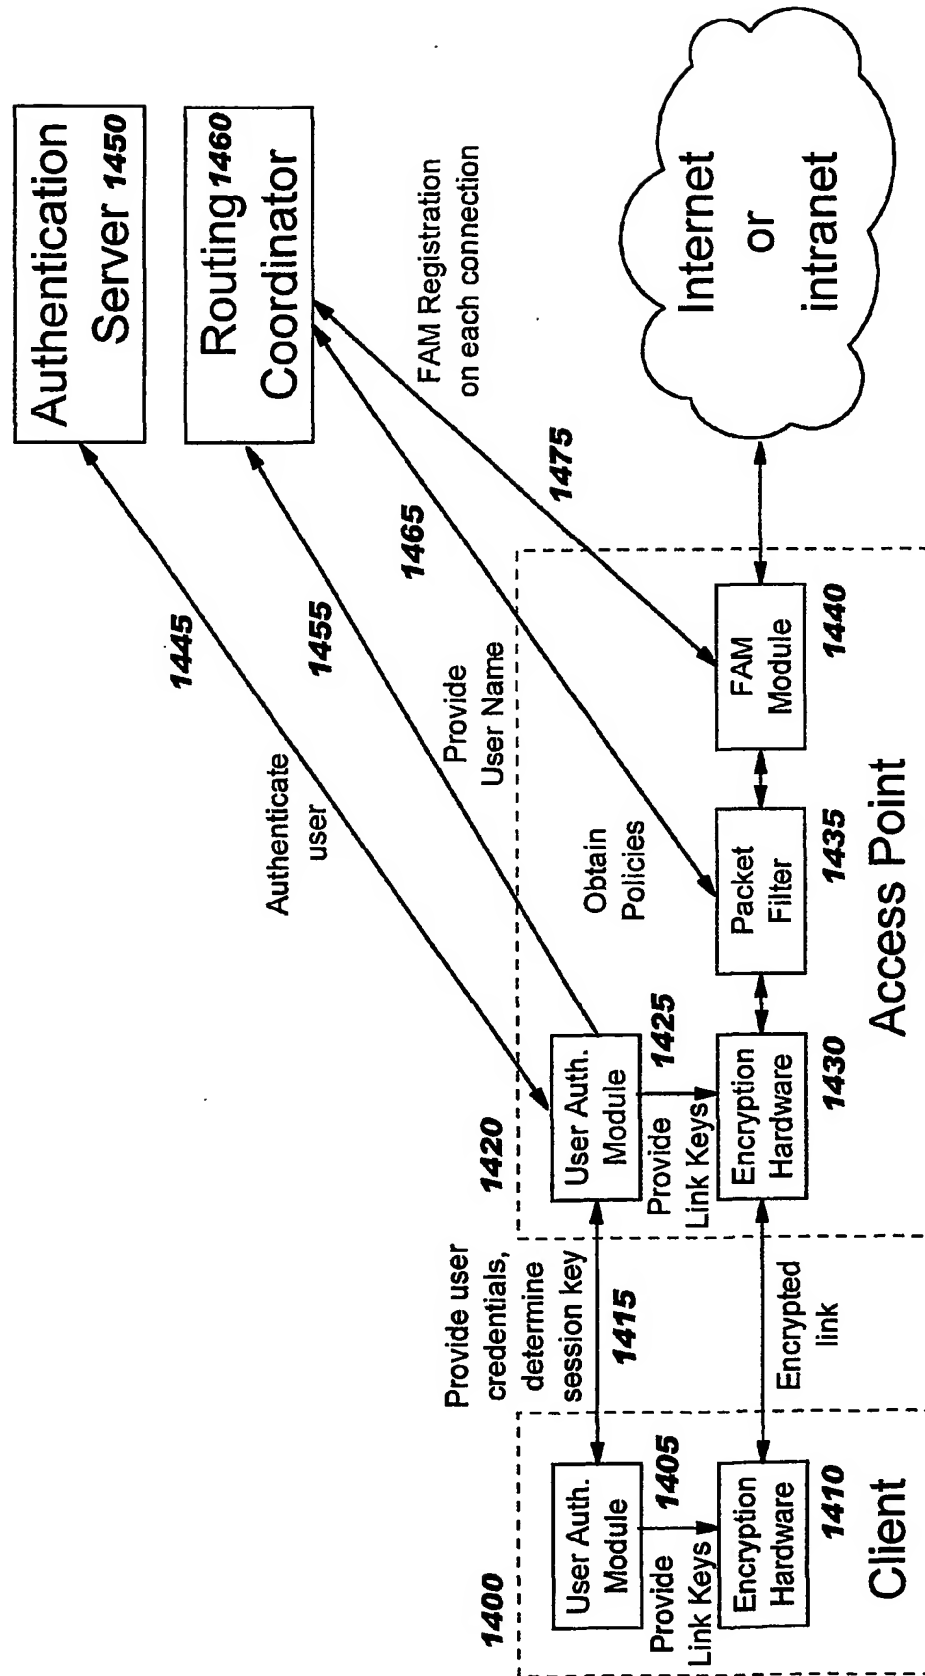 Authentication
Server 1450
Routing 1460
Coordinator
1445
Authenticate
user
1455
Provide
User Name
1465
FAM Registration
on each connection
1475
Obtain
Policies
Internet
or
intranet
1400
User Auth.
Module
1405
Provide
Link Keys
Encryption
Hardware
1410
Client
Provide user
credentials,
determine
session key
1415
Encrypted
link
1420
User Auth.
Module
1425
Provide
Link Keys
Encryption
Hardware
1430
Packet
Filter
1435
FAM
Module
1440
Access Point